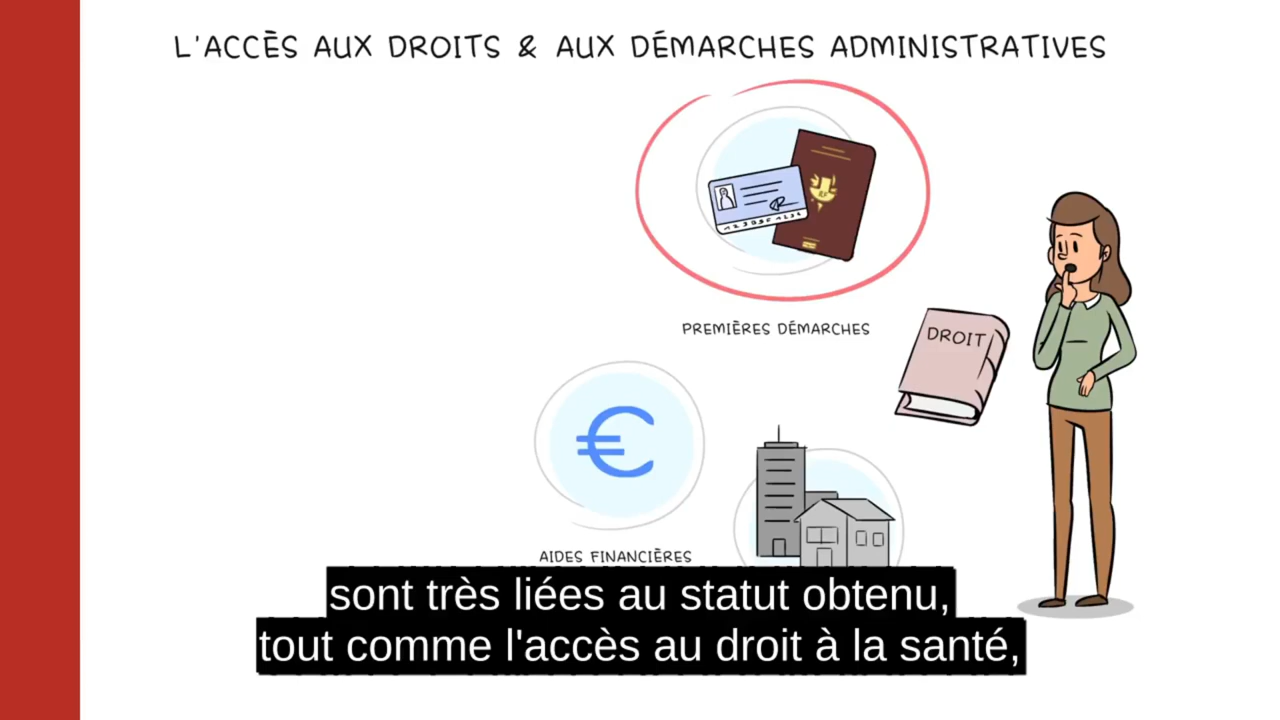 L'ACCÈS AUX DROITS & AUX DÉMARCHES ADMINISTRATIVES
PREMIÈRES DÉMARCHES
DROIT
AIDES FINANCIÈRES
sont très liées au statut obtenu,
tout comme l'accès au droit à la santé,